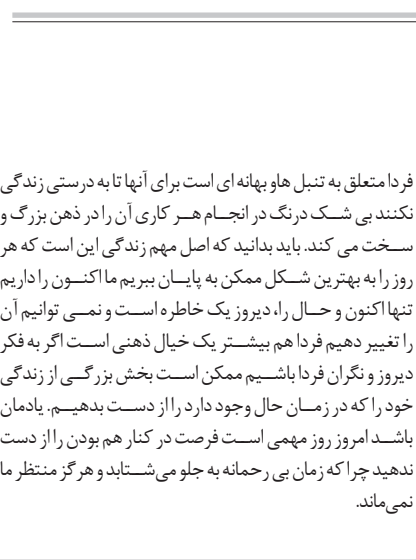 فردا متعلق به تنبل هاو بهانه ای است برای آنها تا به درستی زندگی
نکنند بی شک درنگ در انجام هر کاری آن را در ذهن بزرگ و
سخت می کند. باید بدانید که اصل مهم زندگی این است که هر
روز را به بهترین شکل ممکن به پایان ببریم ما اکنون را داریم
تنها اکنون و حال را، دیروز یک خاطره است و نمی توانیم آن
را تغییر دهیم فردا هم بیشتر یک خیال ذهنی است اگر به فکر
دیروز و نگران فردا باشیم ممکن است بخش بزرگی از زندگی
خود را که در زمان حال وجود دارد را از دست بدهیم. یادمان
باشد امروز روز مهمی است فرصت در کنار هم بودن را از دست
ندهید چرا که زمان بی رحمانه به جلو می‌شتابد و هرگز منتظر ما
نمی‌ماند.